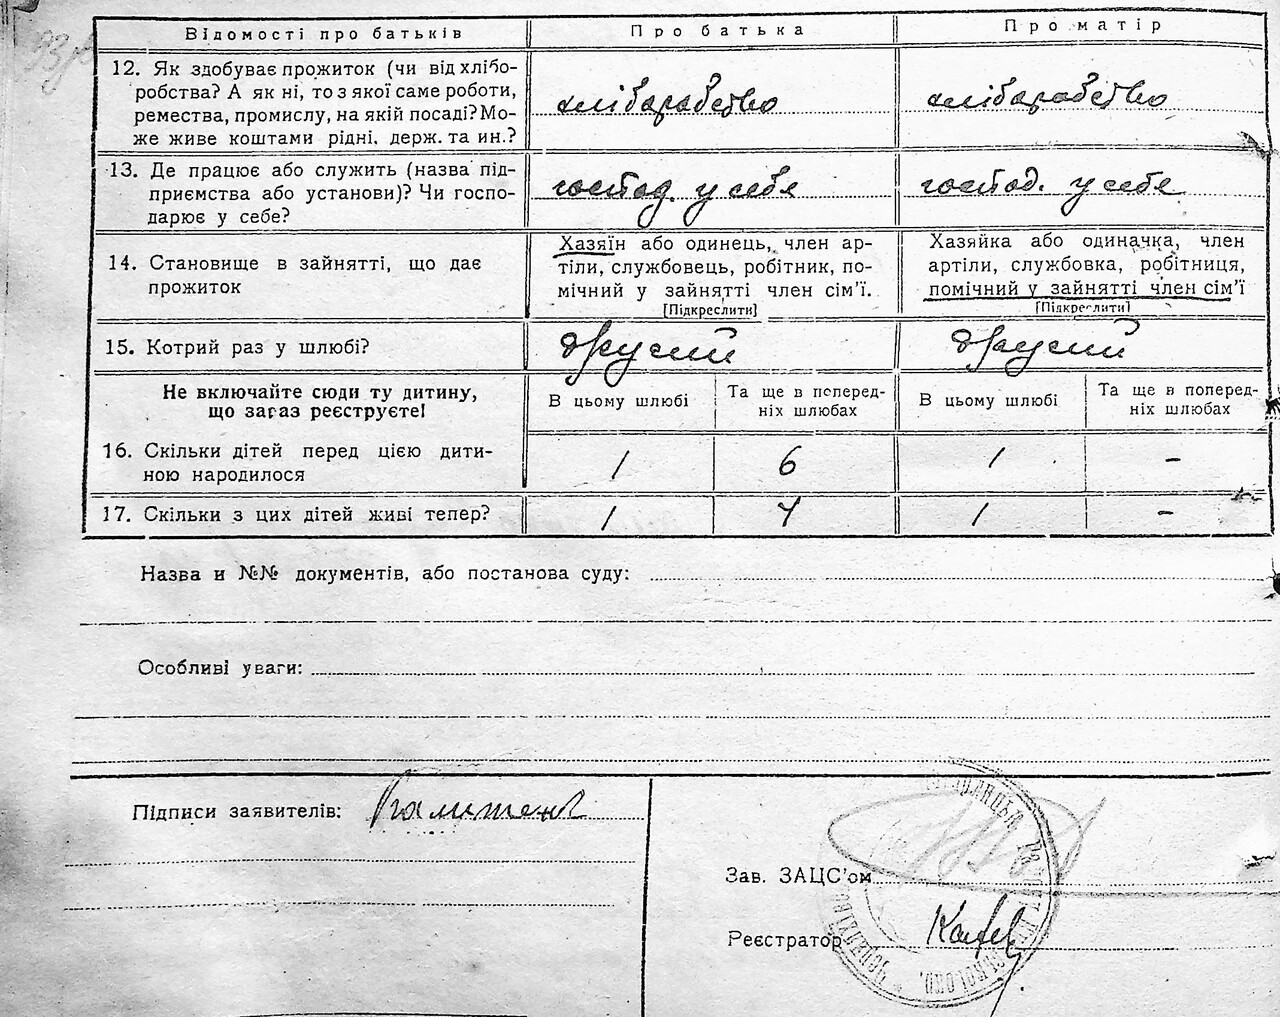 93
Відомості про батьків Про батька Про матір
12. Як здобуває прожиток (чи від хлібо-
робства? А як ні, то з якої саме роботи,
ремества, промислу, на якій посаді? Мо-
же живе коштами рідні, держ. та ин.?
хліборобство хліборобство
13. Де працює або служить (назва під-
приємства або установи)? Чи госпо-
дарює у себе?
господ. у себе господ. у себе
14. Становище в зайнятті, що дає
прожиток
Хазяїн або одинець, член ар-
тіли, службовець, робітник, по-
мічний у зайнятті член сім'ї.
[Підкреслити]
Хазяйка або одиначка, член
артіли, службовка, робітниця,
помічний у зайнятті член сім'ї
[Підкреслити]
15. Котрий раз у шлюбі? другий другий
Не включайте сюди ту дитину,
що зараз реєструєте!
В цьому шлюбі
Та ще в поперед-
ніх шлюбах
В цьому шлюбі
Та ще в поперед-
ніх шлюбах
16. Скільки дітей перед цією дити-
ною народилося
1 6 1 -
17. Скільки з цих дітей живі тепер? 1 4 1 -
Назва и №№ документів, або постанова суду:
Особливі уваги:
Підписи заявителів:
Зав. ЗАЦС'ом
Реєстратор